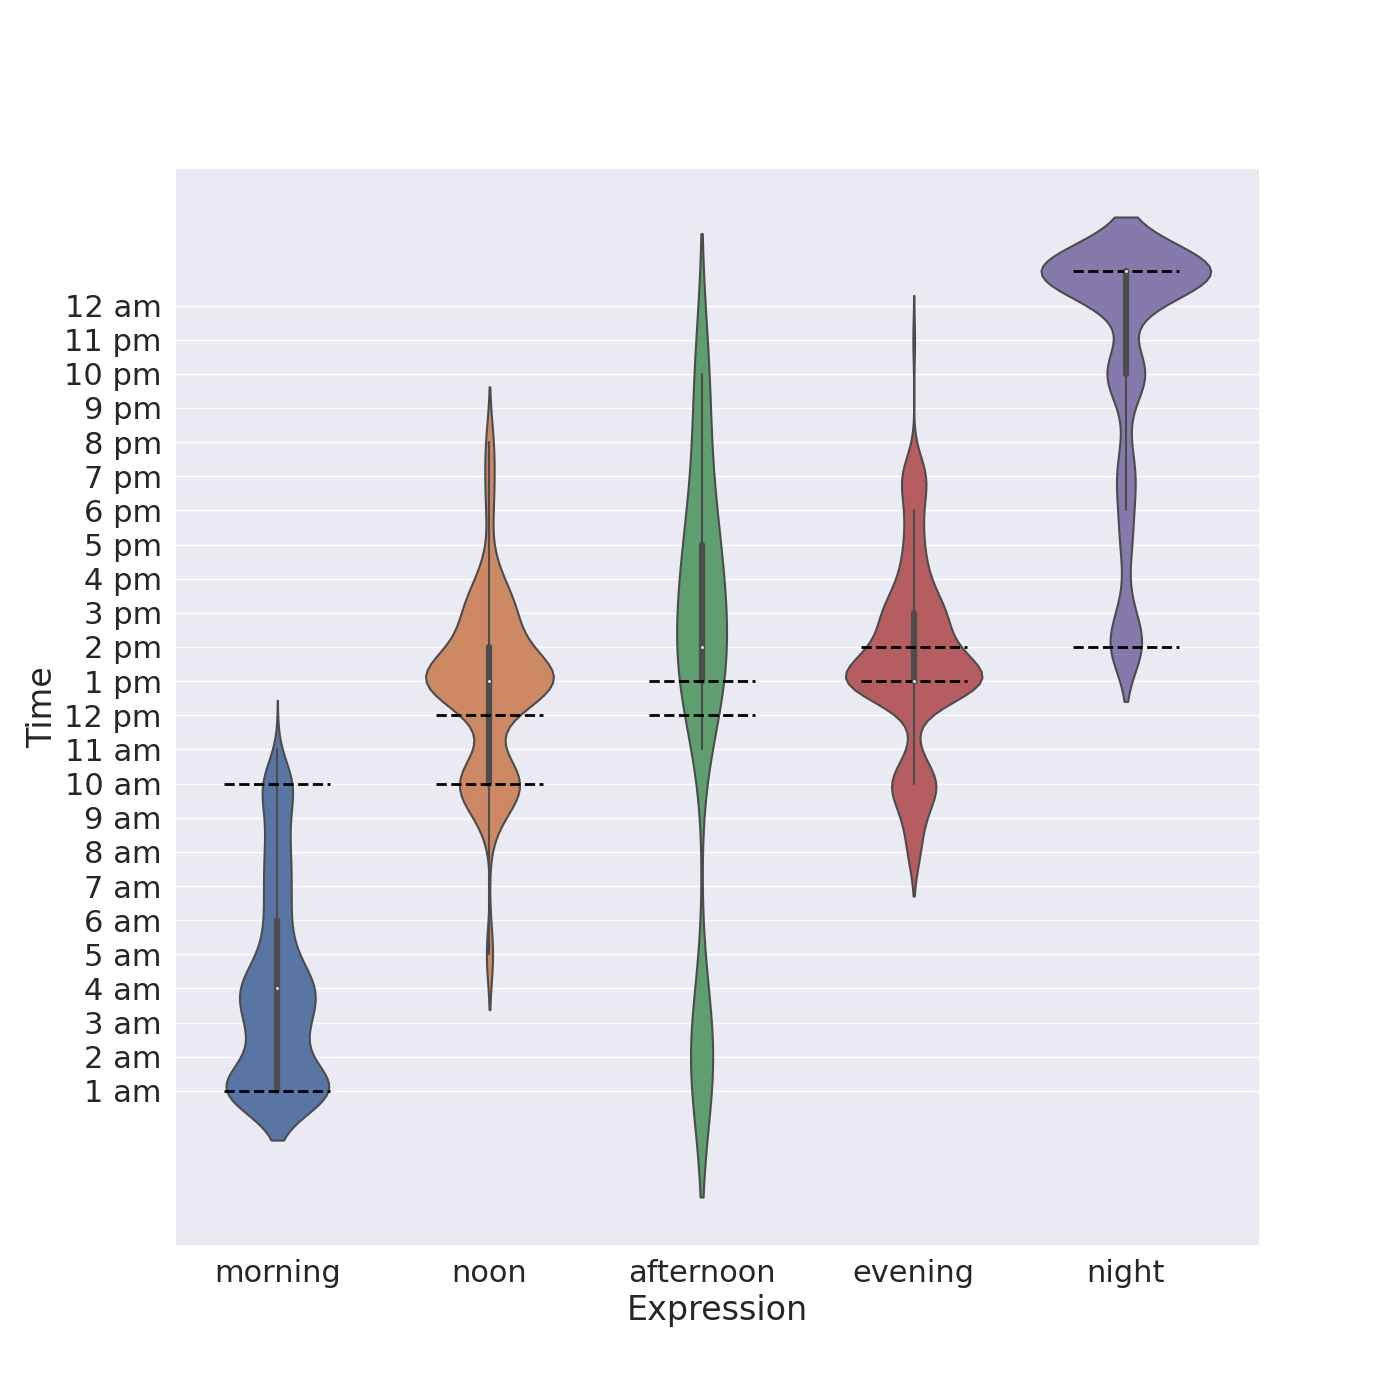 12 am
11 pm
10 pm
9 pm
8 pm
7 pm
6 pm
5 pm
4 pm
3 pm
2 pm
1 pm
12 pm
11 am
10 am
9 am
8 am
7 am
6 am
5 am
4 am
3 am
2 am
1 am
Time
morning noon afternoon evening night
Expression